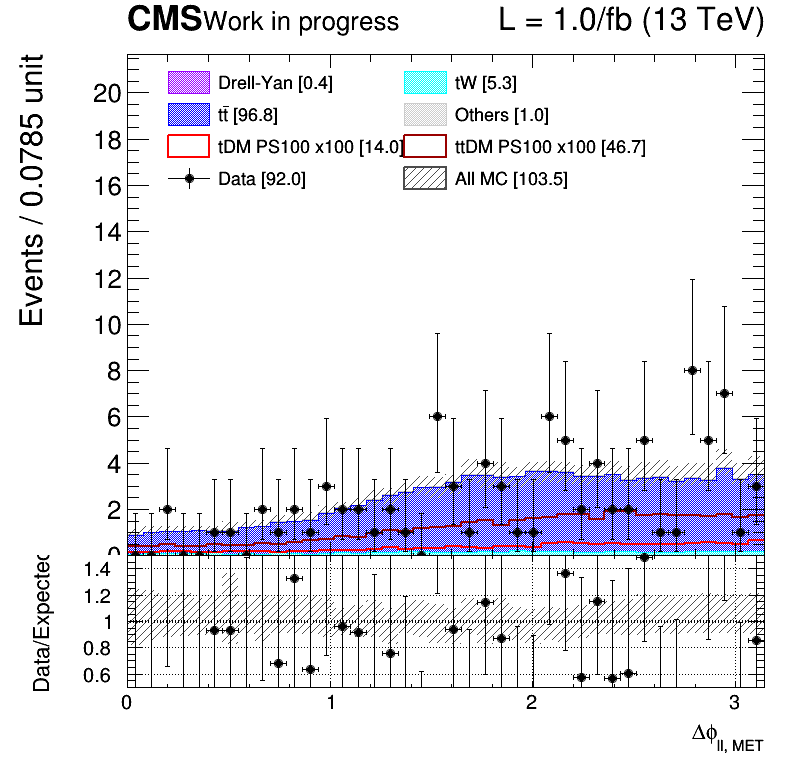 CMS Work in progress L = 1.0/fb (13 TeV)
Events / 0.0785 unit
20
18
16
14
12
10
8
6
4
2
0
Drell-Yan [0.4] tW [5.3]
tt̄ [96.8] Others [1.0]
tDM PS100 x100 [14.0] ttDM PS100 x100 [46.7]
Data [92.0] All MC [103.5]
Data/Expected
1.4
1.2
1
0.8
0.6
0 1 2 3
Δϕll, MET